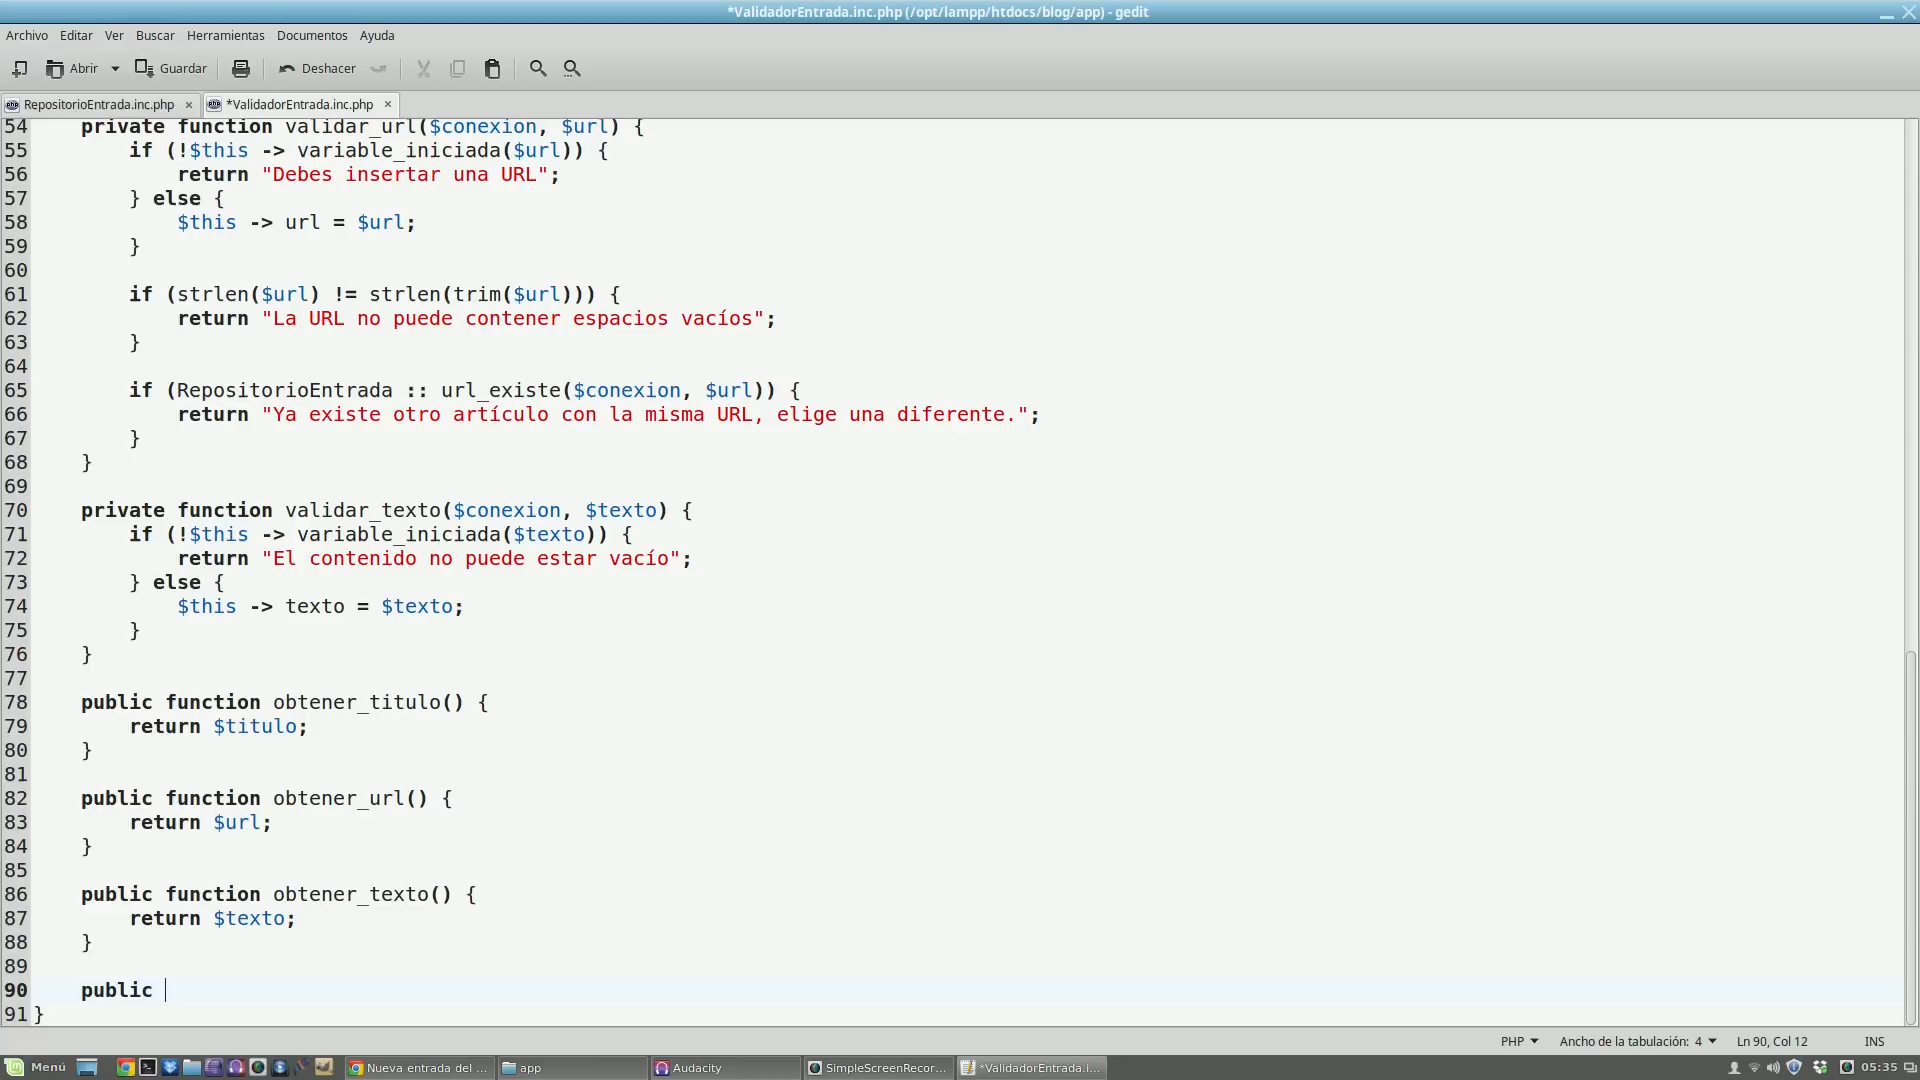 *ValidadorEntrada.inc.php (/opt/lampp/htdocs/blog/app) - gedit
Archivo Editar Ver Buscar Herramientas Documentos Ayuda
Abrir Guardar Deshacer
RepositorioEntrada.inc.php × *ValidadorEntrada.inc.php ×
54     private function validar_url($conexion, $url) {
55         if (!$this -> variable_iniciada($url)) {
56             return "Debes insertar una URL";
57         } else {
58             $this -> url = $url;
59         }
60
61         if (strlen($url) != strlen(trim($url))) {
62             return "La URL no puede contener espacios vacíos";
63         }
64
65         if (RepositorioEntrada :: url_existe($conexion, $url)) {
66             return "Ya existe otro artículo con la misma URL, elige una diferente.";
67         }
68     }
69
70     private function validar_texto($conexion, $texto) {
71         if (!$this -> variable_iniciada($texto)) {
72             return "El contenido no puede estar vacío";
73         } else {
74             $this -> texto = $texto;
75         }
76     }
77
78     public function obtener_titulo() {
79         return $titulo;
80     }
81
82     public function obtener_url() {
83         return $url;
84     }
85
86     public function obtener_texto() {
87         return $texto;
88     }
89
90     public
91 }
PHP Ancho de la tabulación: 4 Ln 90, Col 12 INS
Menú Nueva entrada del ... app Audacity SimpleScreenRecor... *ValidadorEntrada.i... 05:35